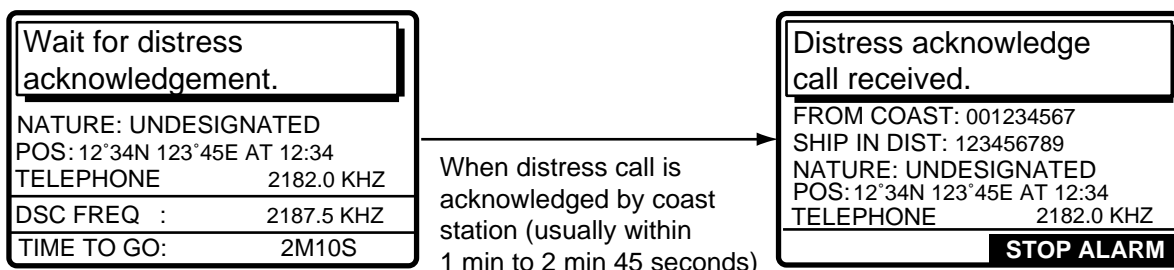 Wait for distress
acknowledgement.
NATURE: UNDESIGNATED
POS: 12˚34N 123˚45E AT 12:34
TELEPHONE 2182.0 KHZ
DSC FREQ : 2187.5 KHZ
TIME TO GO: 2M10S
When distress call is
acknowledged by coast
station (usually within
1 min to 2 min 45 seconds)
Distress acknowledge
call received.
FROM COAST: 001234567
SHIP IN DIST: 123456789
NATURE: UNDESIGNATED
POS: 12˚34N 123˚45E AT 12:34
TELEPHONE 2182.0 KHZ
STOP ALARM